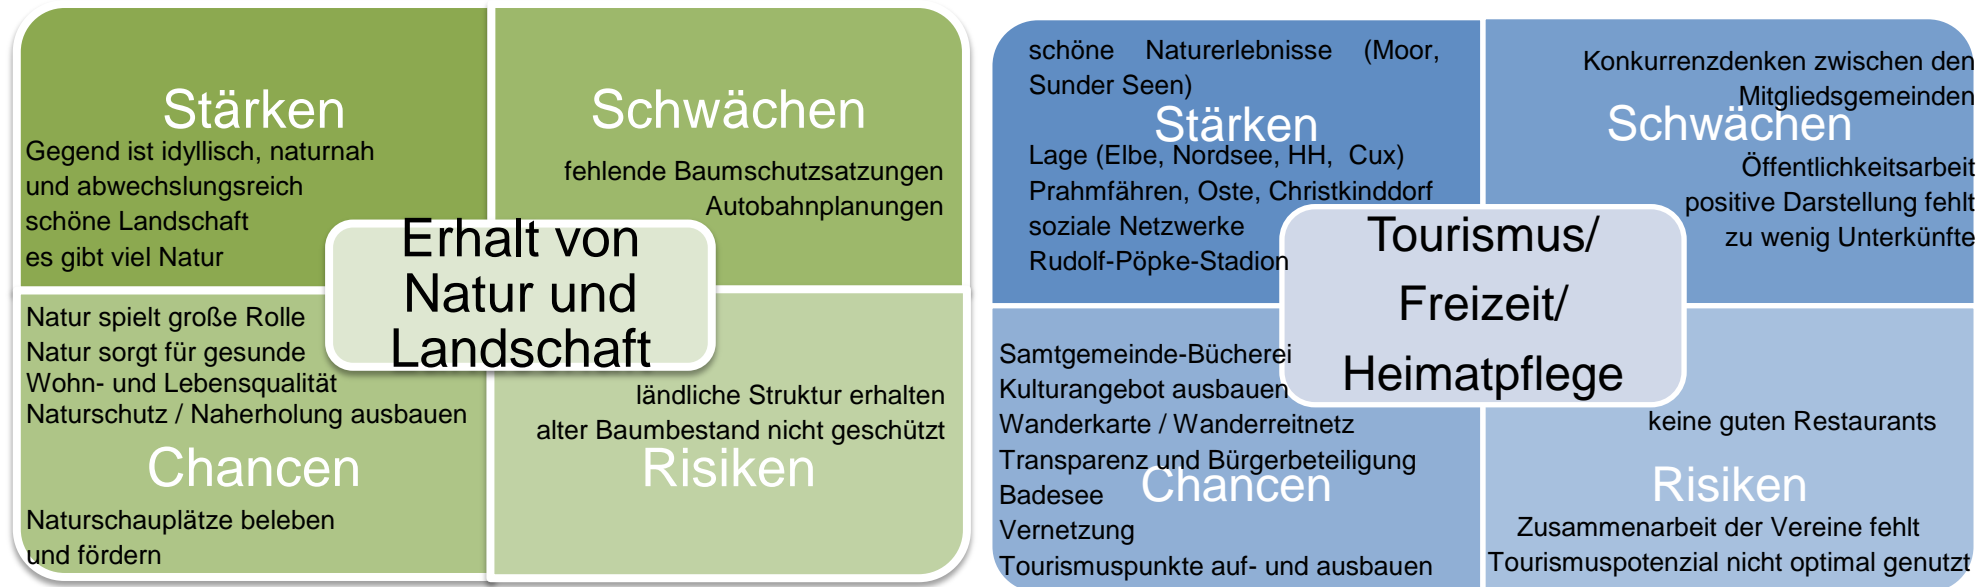 Stärken
Gegend ist idyllisch, naturnah
und abwechslungsreich
schöne Landschaft
es gibt viel Natur
Schwächen
fehlende Baumschutzsatzungen
Autobahnplanungen
Erhalt von
Natur und
Landschaft
Natur spielt große Rolle
Natur sorgt für gesunde
Wohn- und Lebensqualität
Naturschutz / Naherholung ausbauen
Chancen
Naturschauplätze beleben
und fördern
ländliche Struktur erhalten
alter Baumbestand nicht geschützt
Risiken
schöne Naturerlebnisse (Moor,
Sunder Seen)
Stärken
Lage (Elbe, Nordsee, HH, Cux)
Prahmfähren, Oste, Christkinddorf
soziale Netzwerke
Rudolf-Pöpke-Stadion
Konkurrenzdenken zwischen den
Mitgliedsgemeinden
Schwächen
Öffentlichkeitsarbeit
positive Darstellung fehlt
zu wenig Unterkünfte
Tourismus/
Freizeit/
Heimatpflege
Samtgemeinde-Bücherei
Kulturangebot ausbauen
Wanderkarte / Wanderreitnetz
Transparenz und Bürgerbeteiligung
Chancen
Badesee
Vernetzung
Tourismuspunkte auf- und ausbauen
keine guten Restaurants
Risiken
Zusammenarbeit der Vereine fehlt
Tourismuspotenzial nicht optimal genutzt